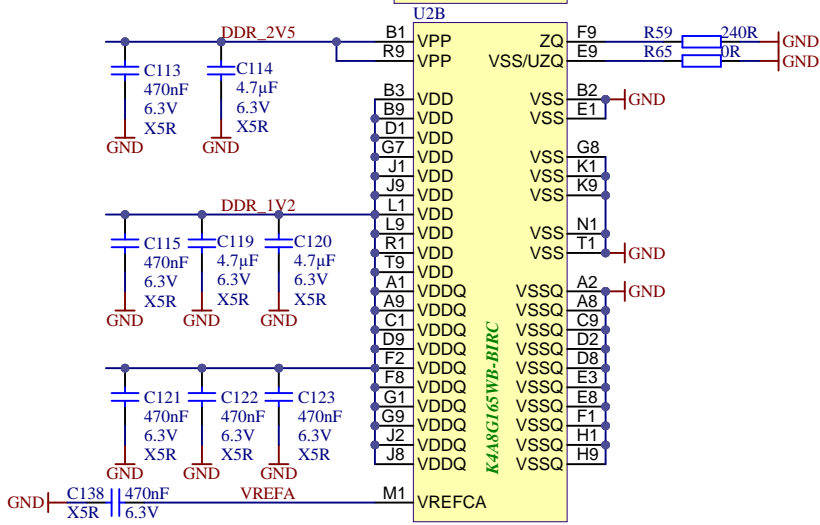 U2B
DDR_2V5 B1 VPP ZQ F9 R59 240R GND
R9 VPP VSS/UZQ E9 R65 0R GND
C113 C114
470nF 4.7µF
6.3V 6.3V
X5R X5R
GND GND
B3 VDD VSS B2 GND
B9 VDD VSS E1
D1 VDD
G7 VDD VSS G8
J1 VDD VSS K1
J9 VDD VSS K9
DDR_1V2 L1 VDD
L9 VDD VSS N1
R1 VDD VSS T1 GND
T9 VDD
C115 C119 C120
470nF 4.7µF 4.7µF
6.3V 6.3V 6.3V
X5R X5R X5R
GND GND GND
A1 VDDQ VSSQ A2 GND
A9 VDDQ VSSQ A8
C1 VDDQ VSSQ C9
D9 VDDQ VSSQ D2
F2 VDDQ VSSQ D8
F8 VDDQ VSSQ E3
G1 VDDQ VSSQ E8
G9 VDDQ VSSQ F1
J2 VDDQ VSSQ H1
J8 VDDQ VSSQ H9
K4A8G165WB-BIRC
C121 C122 C123
470nF 470nF 470nF
6.3V 6.3V 6.3V
X5R X5R X5R
GND GND GND
GND C138 470nF VREFA M1 VREFCA
X5R 6.3V